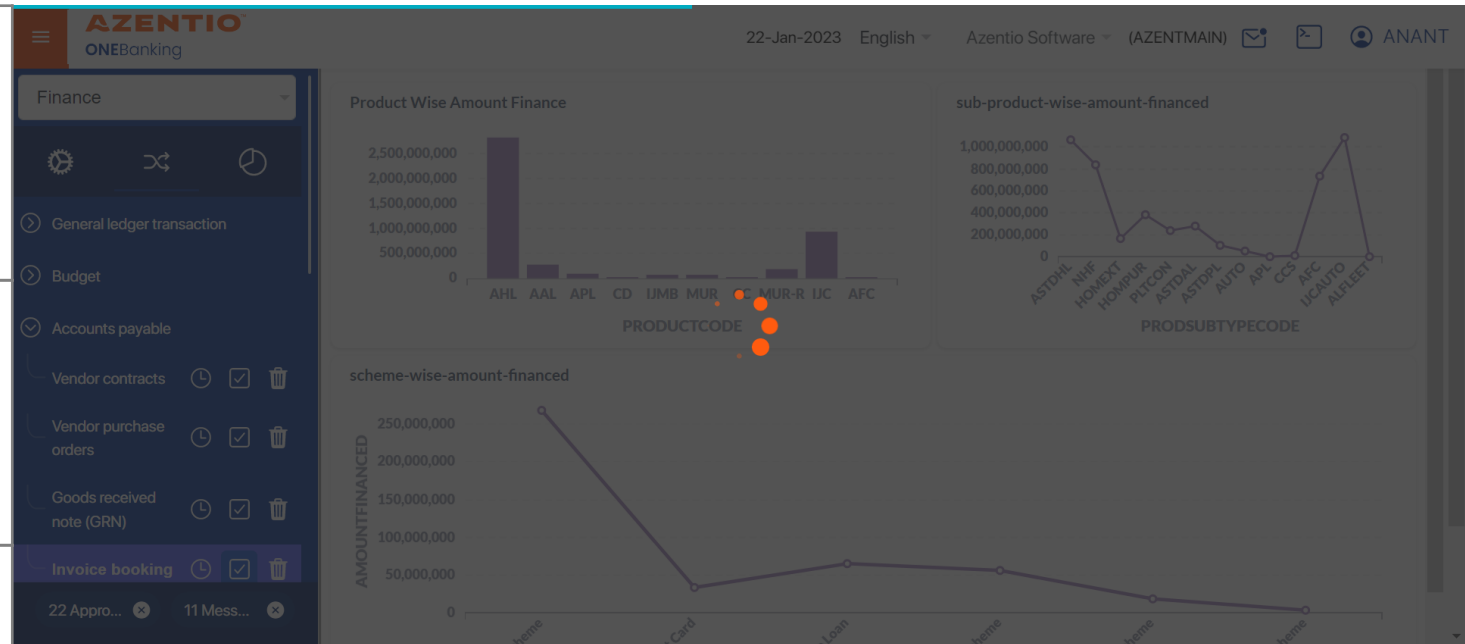 AZENTIO
ONEBanking
22-Jan-2023 English Azentio Software (AZENTMAIN) ANANT
Finance
General ledger transaction
Budget
Accounts payable
Vendor contracts
Vendor purchase
orders
Goods received
note (GRN)
Invoice booking
22 Appro... 11 Mess...
Product Wise Amount Finance
2,500,000,000
2,000,000,000
1,500,000,000
1,000,000,000
500,000,000
0
AHL AAL APL CD IJMB MUR CC MUR-R IJC AFC
PRODUCTCODE
sub-product-wise-amount-financed
1,000,000,000
800,000,000
600,000,000
400,000,000
200,000,000
0
ASTDHL NHF HOMEXT HOMPUR PLTCON ASTDAL ASTDPL AUTO APL CCS AFC IJCAUTO ALFLEET
PRODSUBTYPECODE
scheme-wise-amount-financed
AMOUNTFINANCED
250,000,000
200,000,000
150,000,000
100,000,000
50,000,000
0
Card Loan